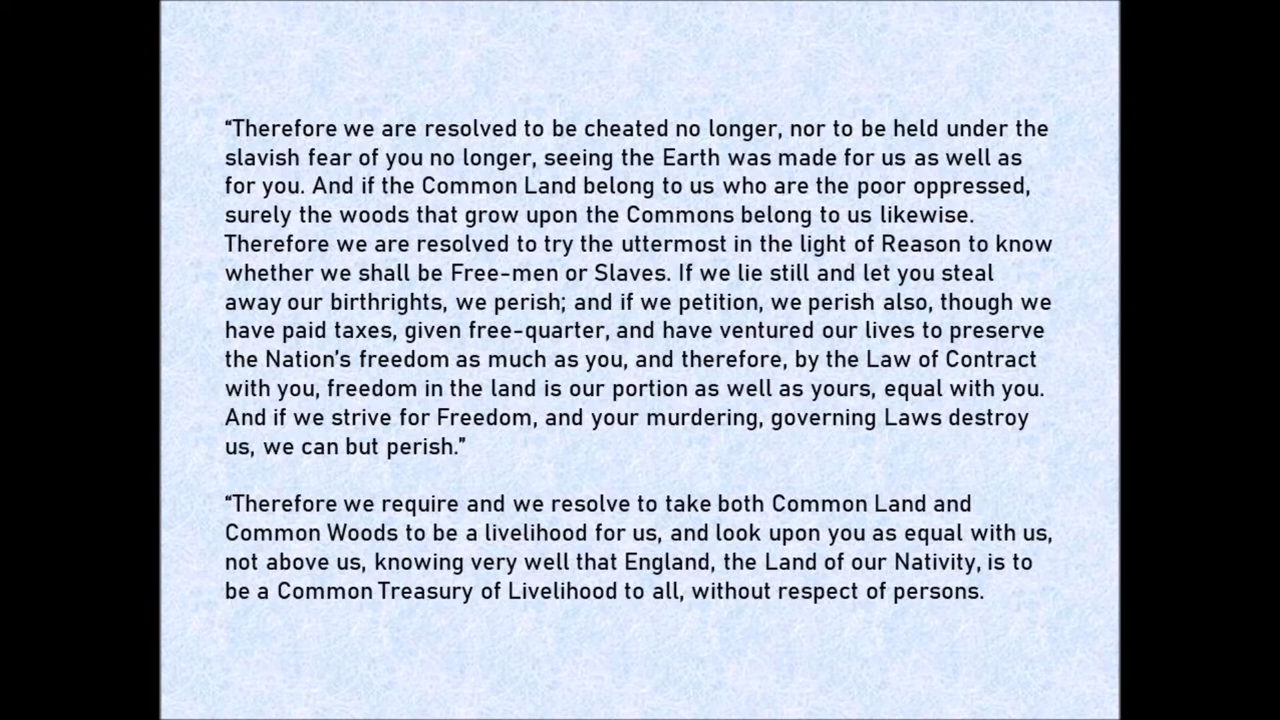 “Therefore we are resolved to be cheated no longer, nor to be held under the
slavish fear of you no longer, seeing the Earth was made for us as well as
for you. And if the Common Land belong to us who are the poor oppressed,
surely the woods that grow upon the Commons belong to us likewise.
Therefore we are resolved to try the uttermost in the light of Reason to know
whether we shall be Free-men or Slaves. If we lie still and let you steal
away our birthrights, we perish; and if we petition, we perish also, though we
have paid taxes, given free-quarter, and have ventured our lives to preserve
the Nation’s freedom as much as you, and therefore, by the Law of Contract
with you, freedom in the land is our portion as well as yours, equal with you.
And if we strive for Freedom, and your murdering, governing Laws destroy
us, we can but perish.”
“Therefore we require and we resolve to take both Common Land and
Common Woods to be a livelihood for us, and look upon you as equal with us,
not above us, knowing very well that England, the Land of our Nativity, is to
be a Common Treasury of Livelihood to all, without respect of persons.